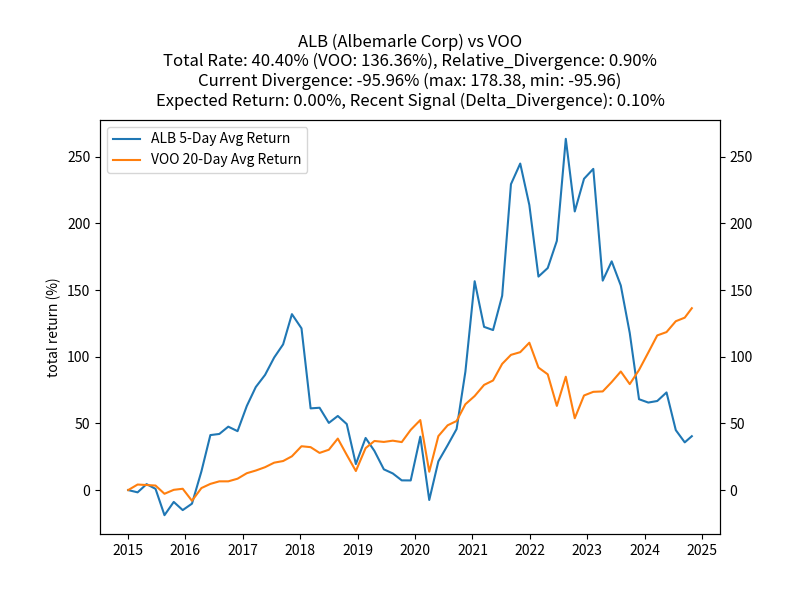 ALB (Albemarle Corp) vs VOO
Total Rate: 40.40% (VOO: 136.36%), Relative_Divergence: 0.90%
Current Divergence: -95.96% (max: 178.38, min: -95.96)
Expected Return: 0.00%, Recent Signal (Delta_Divergence): 0.10%
ALB 5-Day Avg Return
VOO 20-Day Avg Return
total return (%)
250 250
200 200
150 150
100 100
50 50
0 0
2015 2016 2017 2018 2019 2020 2021 2022 2023 2024 2025